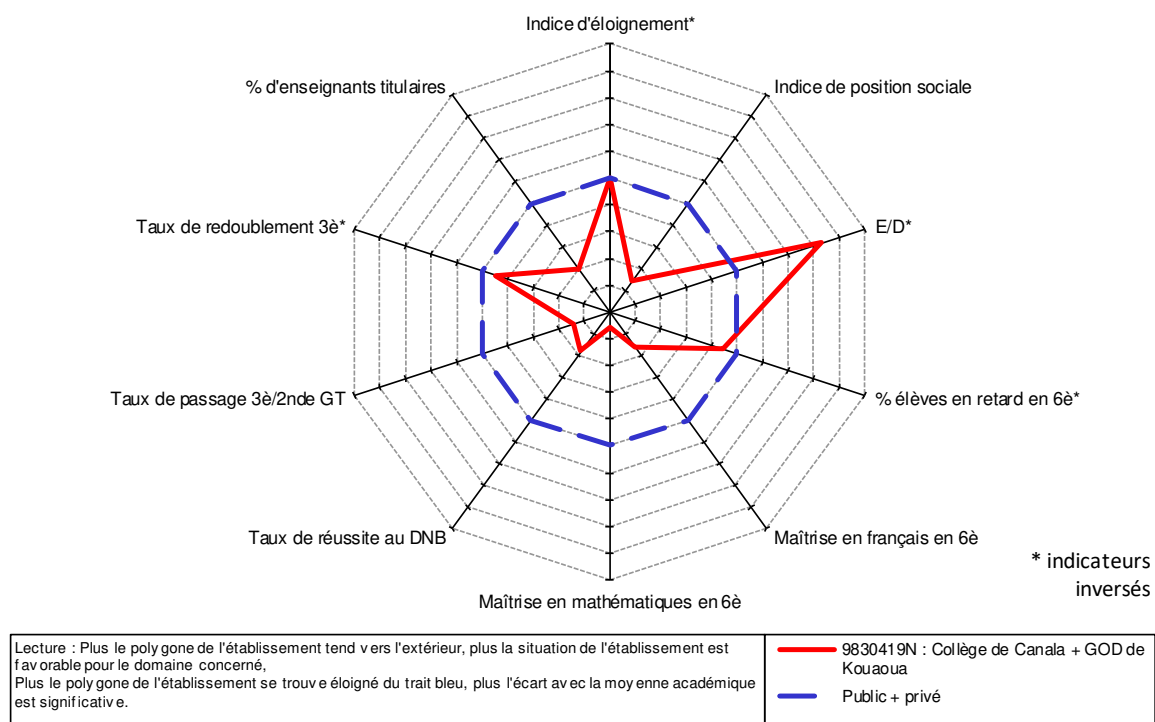 Indice d'éloignement*
% d'enseignants titulaires
Indice de position sociale
Taux de redoublement 3è*
E/D*
Taux de passage 3è/2nde GT
% élèves en retard en 6è*
Taux de réussite au DNB
Maîtrise en français en 6è
Maîtrise en mathématiques en 6è
* indicateurs
inversés
Lecture : Plus le polygone de l'établissement tend vers l'extérieur, plus la situation de l'établissement est
favorable pour le domaine concerné,
Plus le polygone de l'établissement se trouve éloigné du trait bleu, plus l'écart avec la moyenne académique
est significative.
9830419N : Collège de Canala + GOD de
Kouaoua
Public + privé